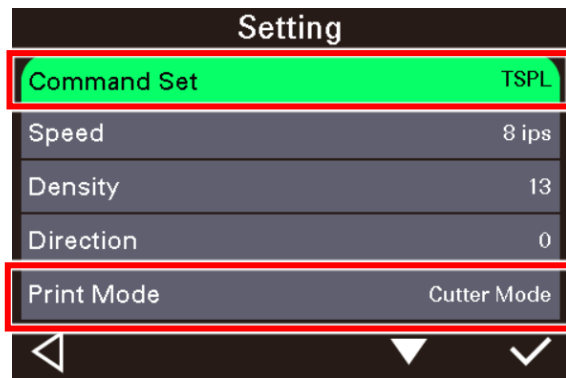 Setting
Command Set TSPL
Speed 8 ips
Density 13
Direction 0
Print Mode Cutter Mode